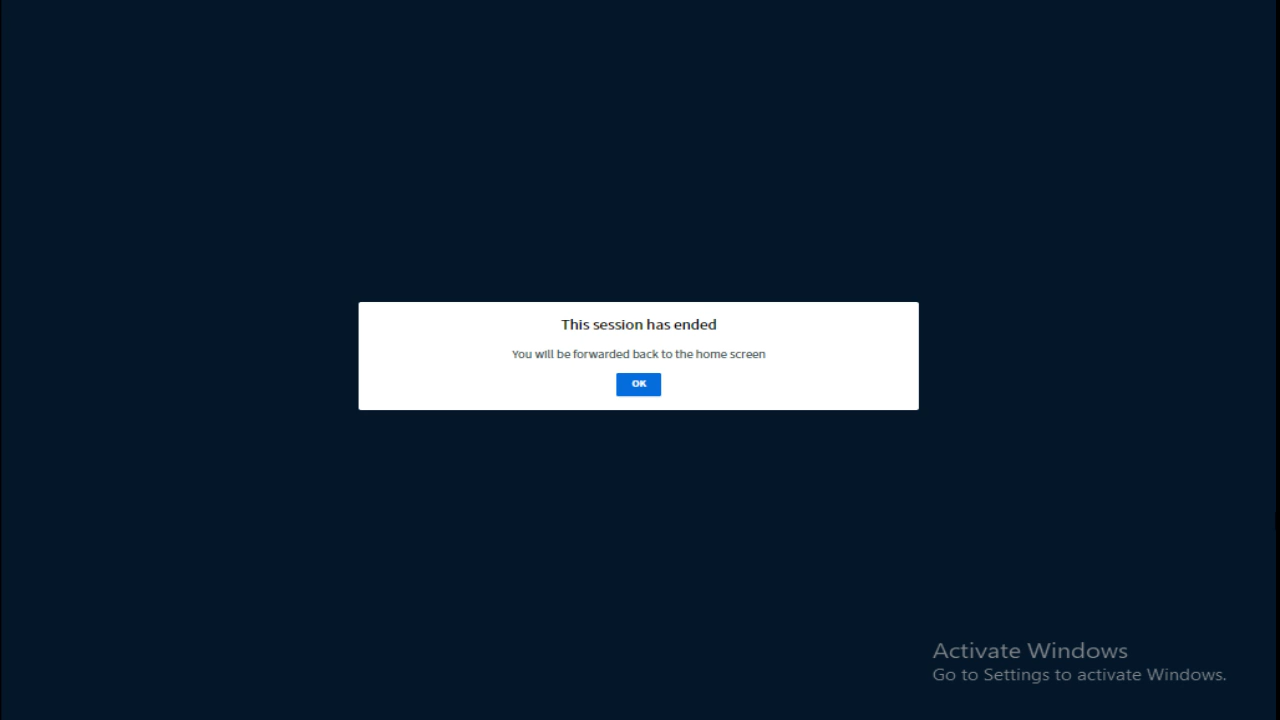 This session has ended
You will be forwarded back to the home screen
OK
Activate Windows
Go to Settings to activate Windows.